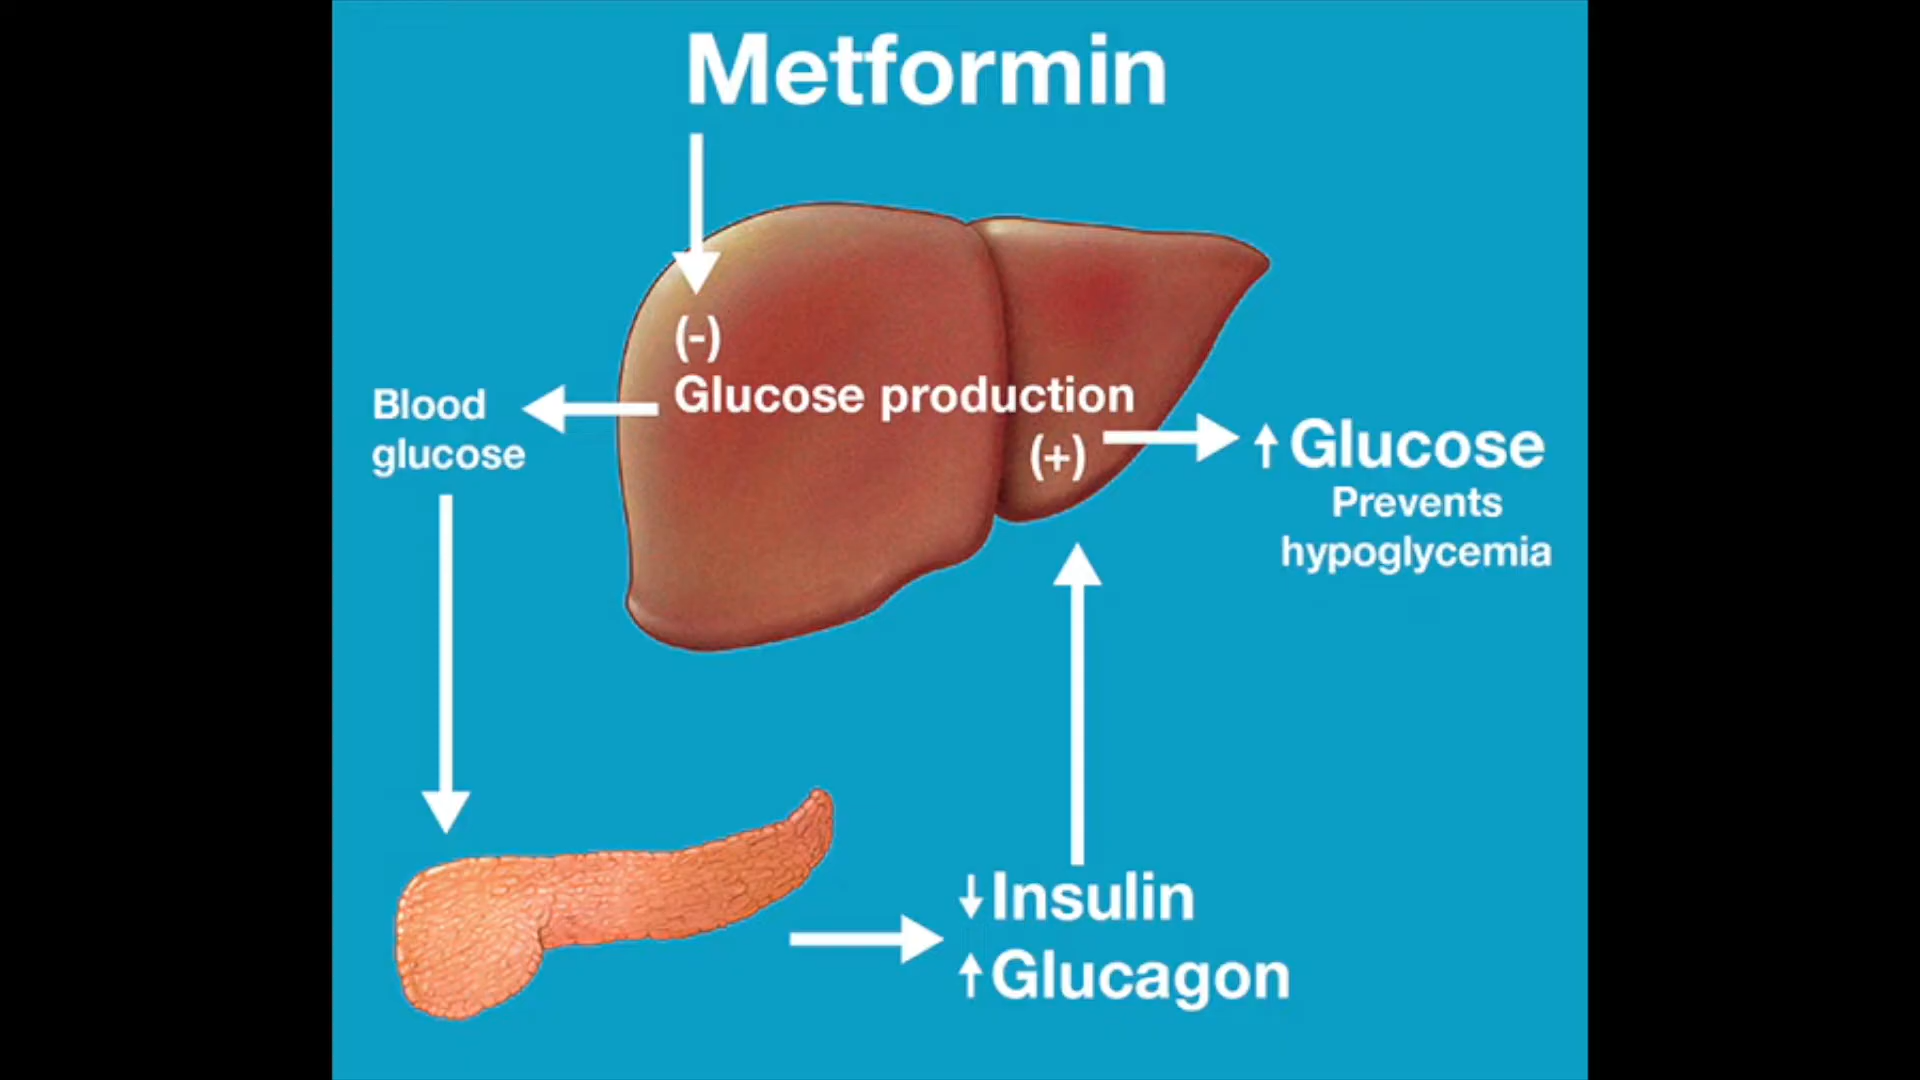 Metformin
(-)
Glucose production
(+)
Blood
glucose
↑ Glucose
Prevents
hypoglycemia
↓ Insulin
↑ Glucagon